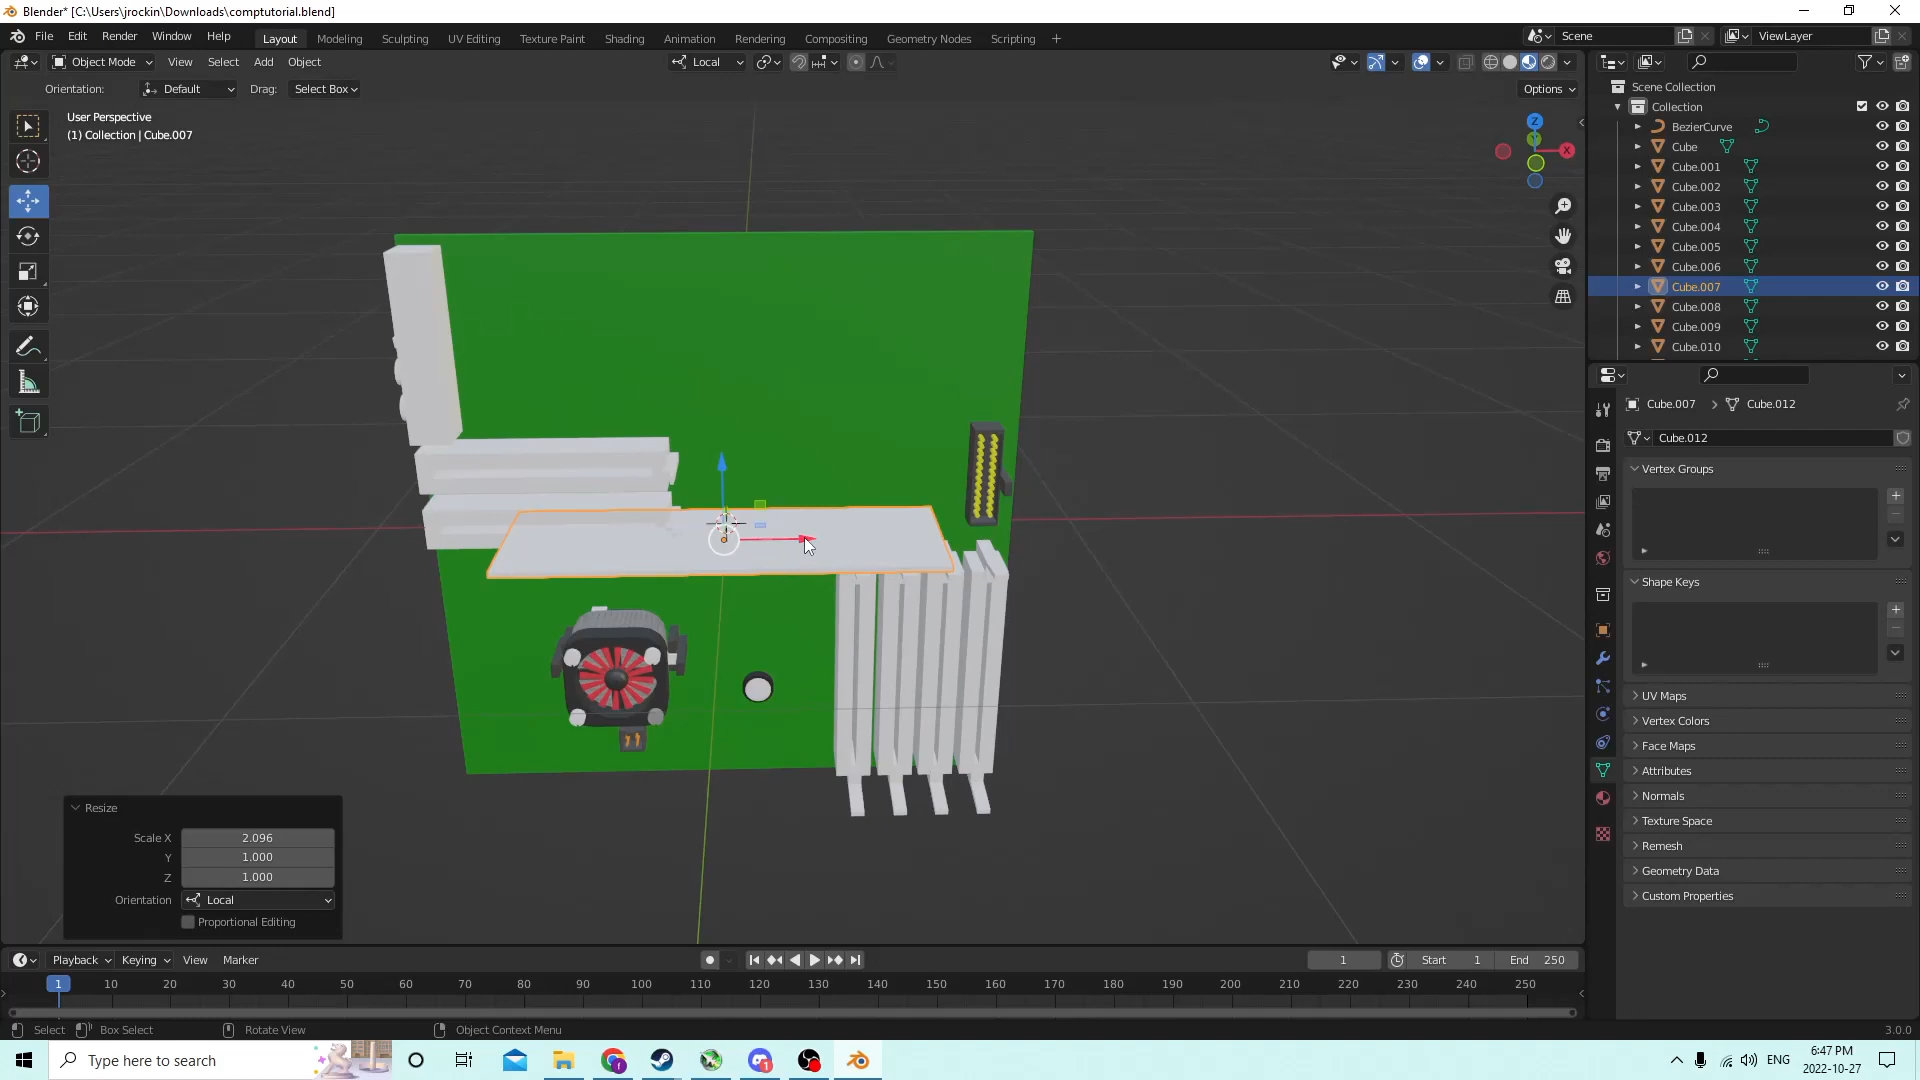 Blender* [C:\Users\jrockin\Downloads\comptutorial.blend]
File Edit Render Window Help Layout Modeling Sculpting UV Editing Texture Paint Shading Animation Rendering Compositing Geometry Nodes Scripting + Scene ViewLayer
Object Mode View Select Add Object Local
Orientation: Default Drag: Select Box Options
User Perspective
(1) Collection | Cube.007
Z
X
Scene Collection
Collection
BezierCurve
Cube
Cube.001
Cube.002
Cube.003
Cube.004
Cube.005
Cube.006
Cube.007
Cube.008
Cube.009
Cube.010
Cube.007 > Cube.012
Cube.012
Vertex Groups
Shape Keys
UV Maps
Vertex Colors
Face Maps
Attributes
Normals
Texture Space
Remesh
Geometry Data
Custom Properties
Resize
Scale X 2.096
Y 1.000
Z 1.000
Orientation Local
Proportional Editing
Playback Keying View Marker 1 Start 1 End 250
1 10 20 30 40 50 60 70 80 90 100 110 120 130 140 150 160 170 180 190 200 210 220 230 240 250
Select Box Select Rotate View Object Context Menu 3.0.0
Type here to search ENG 6:47 PM
2022-10-27